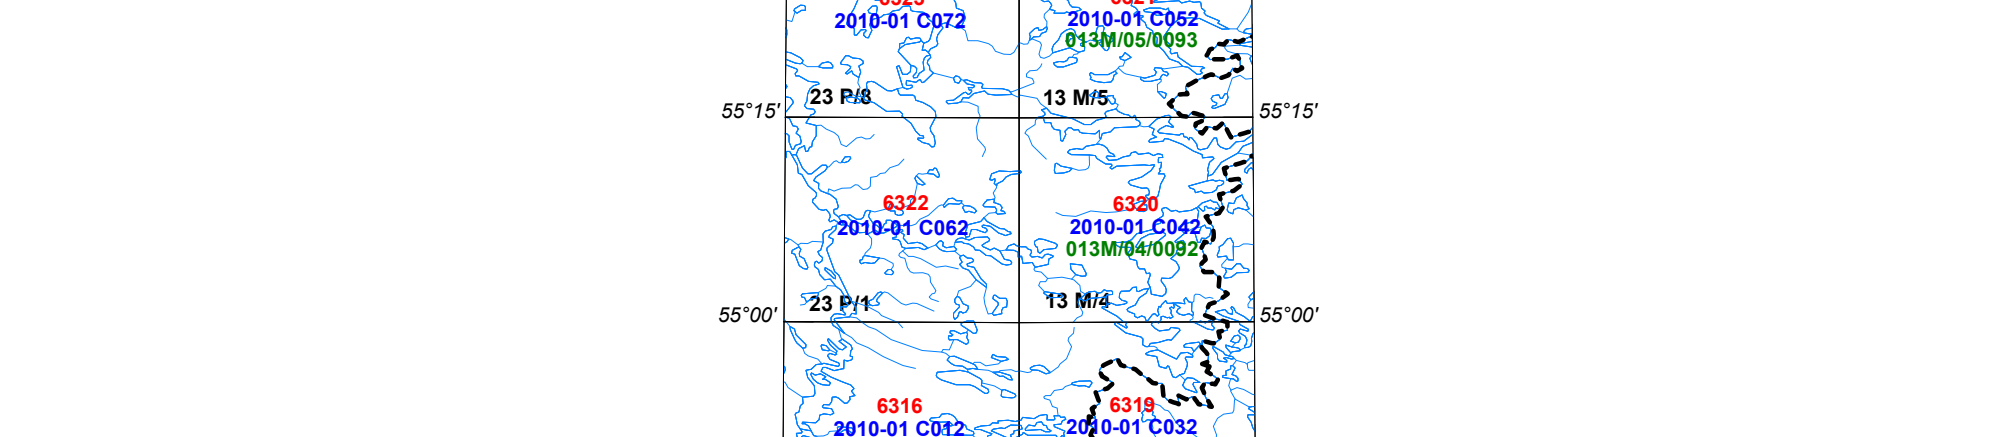 6323
2010-01 C072
6321
2010-01 C052
013M/05/0093
23 P/8
13 M/5
55°15'
55°15'
6322
2010-01 C062
6320
2010-01 C042
013M/04/0092
23 P/1
13 M/4
55°00'
55°00'
6316
2010-01 C012
6319
2010-01 C032